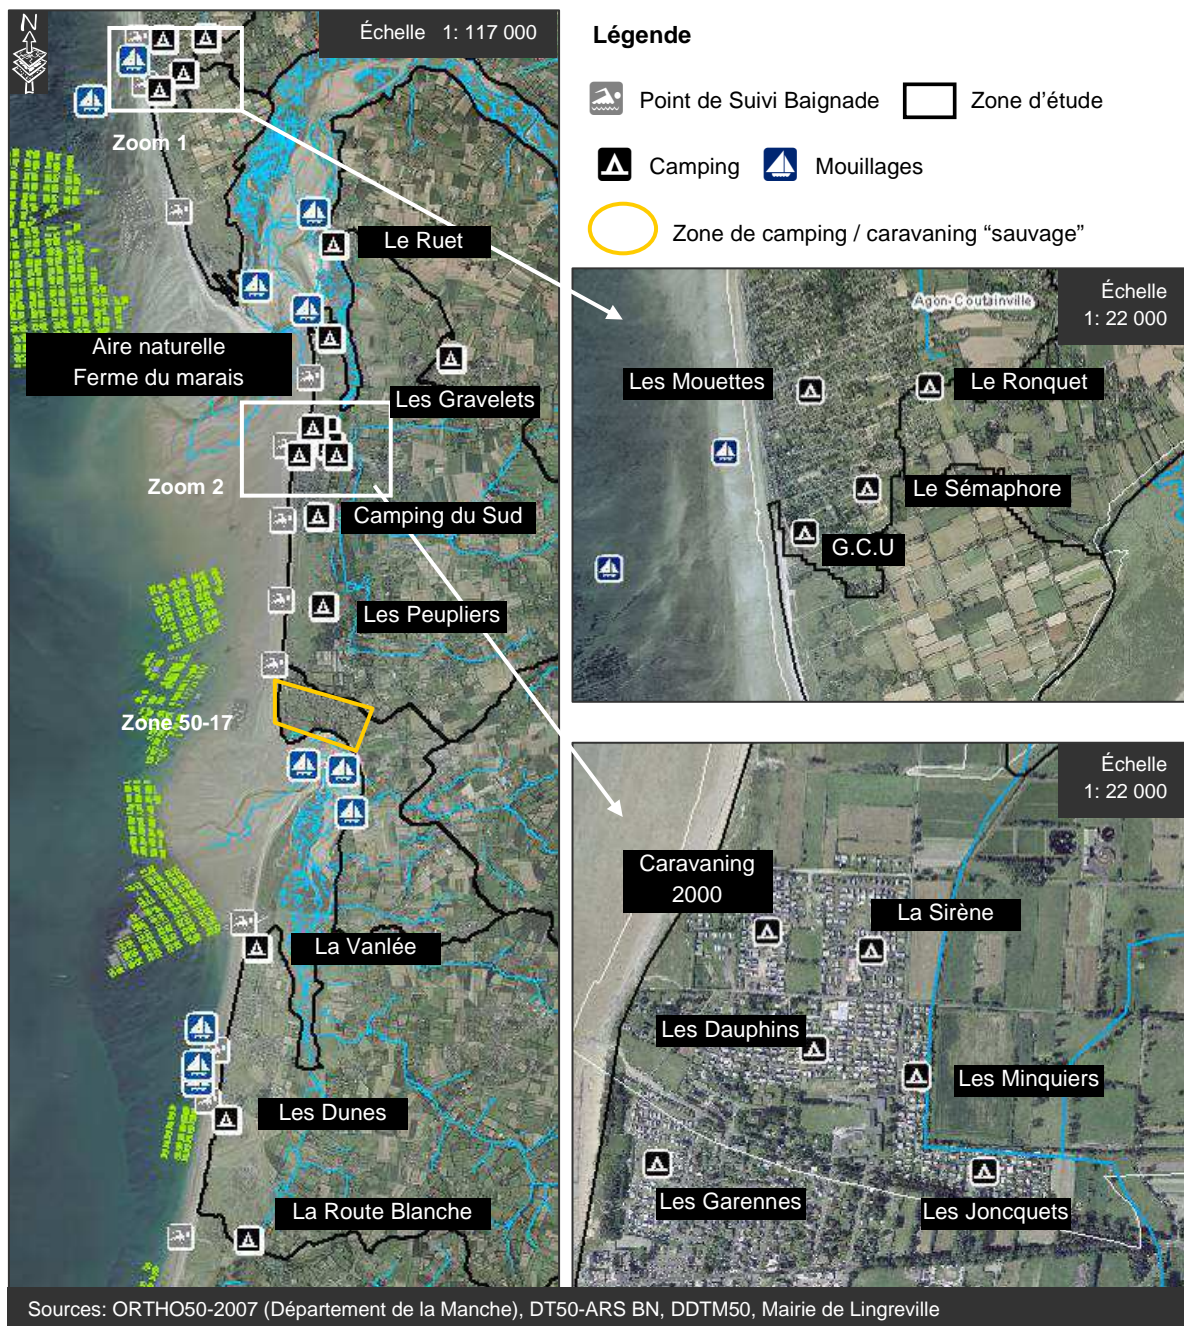 N
Échelle 1: 117 000
Zoom 1
Le Ruet
Aire naturelle
Ferme du marais
Les Gravelets
Zoom 2
Camping du Sud
Les Peupliers
Zone 50-17
La Vanlée
Les Dunes
La Route Blanche
Légende
Point de Suivi Baignade
Zone d'étude
Camping
Mouillages
Zone de camping / caravaning “sauvage”
Agon-Coutainville
Échelle
1: 22 000
Les Mouettes
Le Ronquet
Le Sémaphore
G.C.U
Échelle
1: 22 000
Caravaning
2000
La Sirène
Les Dauphins
Les Minquiers
Les Garennes
Les Joncquets
Sources: ORTHO50-2007 (Département de la Manche), DT50-ARS BN, DDTM50, Mairie de Lingreville